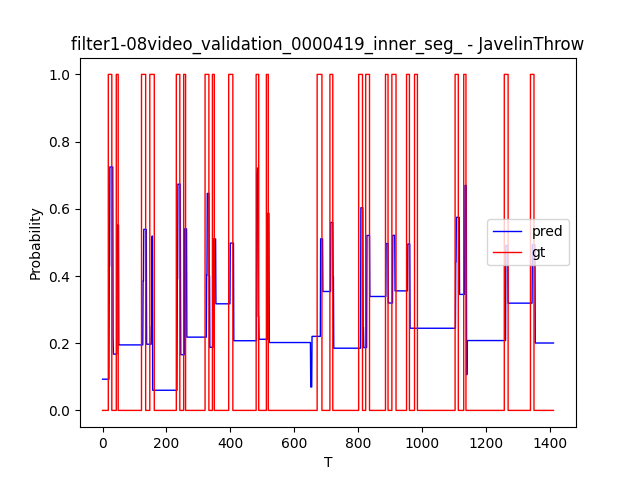 filter1-08video_validation_0000419_inner_seg_ - JavelinThrow
1.0
0.8
0.6
0.4
0.2
0.0
Probability
pred
gt
0 200 400 600 800 1000 1200 1400
T